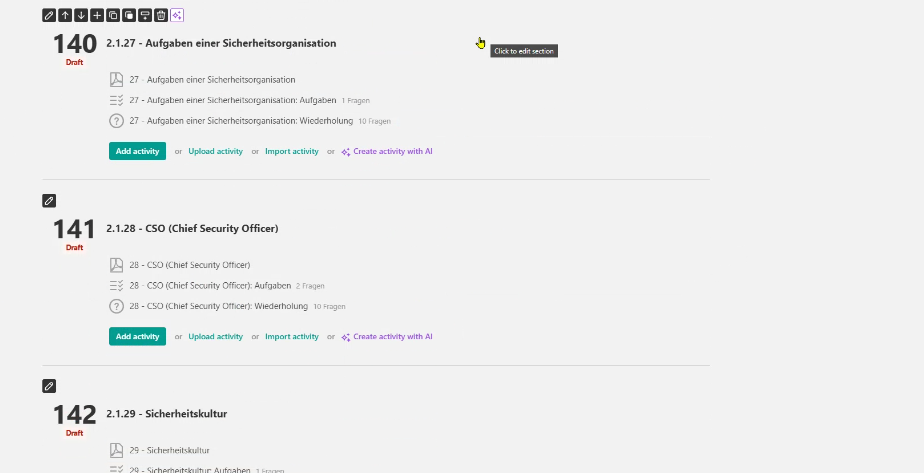 140
Draft
2.1.27 - Aufgaben einer Sicherheitsorganisation
Click to edit section
27 - Aufgaben einer Sicherheitsorganisation
27 - Aufgaben einer Sicherheitsorganisation: Aufgaben 1 Fragen
27 - Aufgaben einer Sicherheitsorganisation: Wiederholung 10 Fragen
Add activity or Upload activity or Import activity or Create activity with AI
141
Draft
2.1.28 - CSO (Chief Security Officer)
28 - CSO (Chief Security Officer)
28 - CSO (Chief Security Officer): Aufgaben 2 Fragen
28 - CSO (Chief Security Officer): Wiederholung 10 Fragen
Add activity or Upload activity or Import activity or Create activity with AI
142
Draft
2.1.29 - Sicherheitskultur
29 - Sicherheitskultur
29 - Sicherheitskultur: Aufgaben 1 Fragen